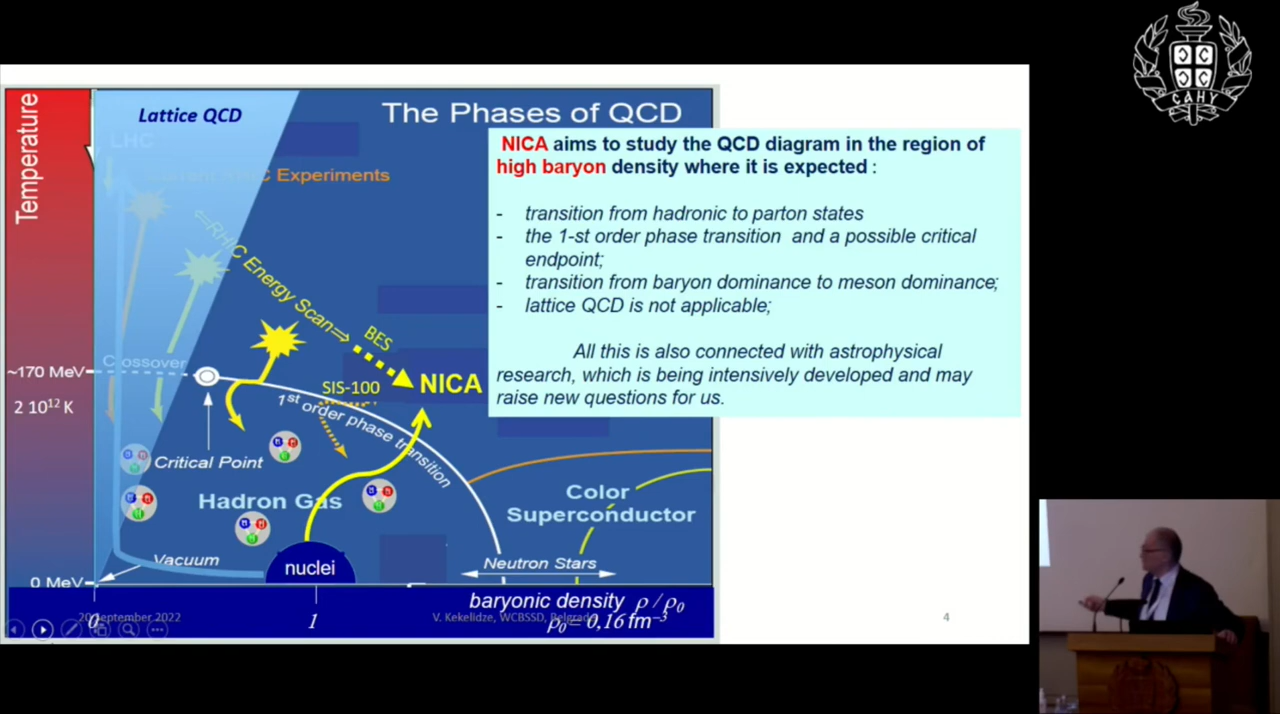 САНУ
Lattice QCD
The Phases of QCD
Temperature
LHC
Experiments
RHIC Energy Scan
BES
SIS-100
NICA
Crossover
~170 MeV
2 10¹² K
1st order phase transition
Critical Point
Hadron Gas
Color
Superconductor
Vacuum
nuclei
Neutron Stars
0 MeV
0
1
baryonic density ρ / ρ₀
ρ₀ = 0,16 fm⁻³
NICA aims to study the QCD diagram in the region of
high baryon density where it is expected :
- transition from hadronic to parton states
- the 1-st order phase transition and a possible critical
endpoint;
- transition from baryon dominance to meson dominance;
- lattice QCD is not applicable;
All this is also connected with astrophysical
research, which is being intensively developed and may
raise new questions for us.
20 September 2022
V. Kekelidze, WCBSSD, Belgrade
4